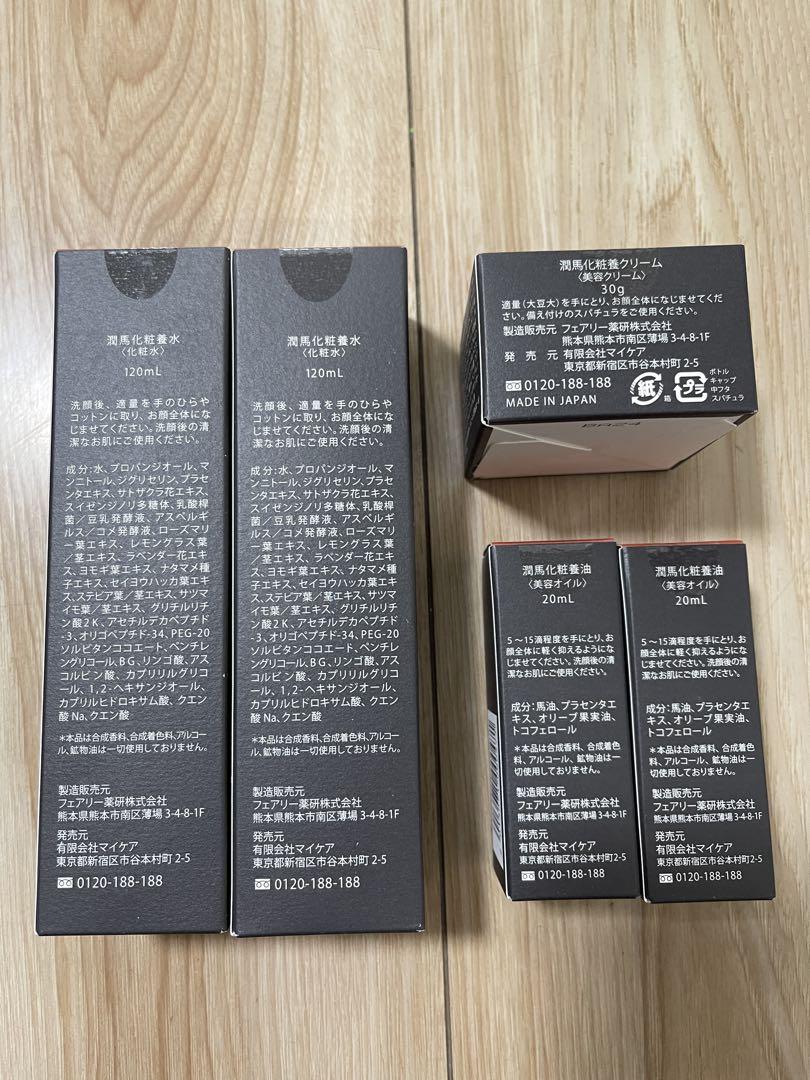 潤馬化粧養水
〈化粧水〉
120mL
洗顔後、適量を手のひらや
コットンに取り、お顔全体にな
じませてください。洗顔後の清
潔なお肌にご使用ください。
成分:水、プロパンジオール、マ
ンニトール、ジグリセリン、プラセ
ンタエキス、サトザクラ花エキス、
スイゼンジノリ多糖体、乳酸桿
菌/豆乳発酵液、アスペルギ
ルス/コメ発酵液、ローズマリ
ー葉エキス、レモングラス葉
/茎エキス、ラベンダー花エキ
ス、ヨモギ葉エキス、ナタマメ種
子エキス、セイヨウハッカ葉エキ
ス、ステビア葉/茎エキス、サツマ
イモ葉/茎エキス、グリチルリチ
ン酸2K、アセチルデカペプチド
-3、オリゴペプチド-34、PEG-20
ソルビタンココエート、ペンチレ
ングリコール、BG、リンゴ酸、アス
コルビン酸、カプリリルグリ
コール、1,2-ヘキサンジオール、
カプリルヒドロキサム酸、クエン
酸Na、クエン酸
*本品は合成香料、合成着色料、アルコー
ル、鉱物油は一切使用しておりません。
製造販売元
フェアリー薬研株式会社
熊本県熊本市南区薄場3-4-8-1F
発売元
有限会社マイケア
東京都新宿区市谷本村町2-5
0120-188-188
潤馬化粧養水
〈化粧水〉
120mL
洗顔後、適量を手のひらや
コットンに取り、お顔全体にな
じませてください。洗顔後の清
潔なお肌にご使用ください。
成分:水、プロパンジオール、マ
ンニトール、ジグリセリン、プラセ
ンタエキス、サトザクラ花エキス、
スイゼンジノリ多糖体、乳酸桿
菌/豆乳発酵液、アスペルギ
ルス/コメ発酵液、ローズマリ
ー葉エキス、レモングラス葉
/茎エキス、ラベンダー花エキ
ス、ヨモギ葉エキス、ナタマメ種
子エキス、セイヨウハッカ葉エキ
ス、ステビア葉/茎エキス、サツマ
イモ葉/茎エキス、グリチルリチ
ン酸2K、アセチルデカペプチド
-3、オリゴペプチド-34、PEG-20
ソルビタンココエート、ペンチレ
ングリコール、BG、リンゴ酸、アス
コルビン酸、カプリリルグリ
コール、1,2-ヘキサンジオール、
カプリルヒドロキサム酸、クエン
酸Na、クエン酸
*本品は合成香料、合成着色料、アルコー
ル、鉱物油は一切使用しておりません。
製造販売元
フェアリー薬研株式会社
熊本県熊本市南区薄場3-4-8-1F
発売元
有限会社マイケア
東京都新宿区市谷本村町2-5
0120-188-188
潤馬化粧養クリーム
〈美容クリーム〉
30g
適量(大豆大)を手にとり、お顔全体になじませてくだ
さい。備え付けのスパチュラをご使用ください。
製造販売元 フェアリー薬研株式会社
熊本県熊本市南区薄場3-4-8-1F
発 売 元 有限会社マイケア
東京都新宿区市谷本村町2-5
0120-188-188
MADE IN JAPAN
紙
箱
プラ
ボトル
キャップ
中フタ
スパチュラ
潤馬化粧養油
〈美容オイル〉
20mL
5～15滴程度を手にとり、お
顔全体に軽く抑えるようにな
じませてください。洗顔後の清
潔なお肌にご使用ください。
成分:馬油、プラセンタエ
キス、オリーブ果実油、
トコフェロール
*本品は合成香料、合成着色
料、アルコール、鉱物油は一切
使用しておりません。
製造販売元
フェアリー薬研株式会社
熊本県熊本市南区薄場3-4-8-1F
発売元
有限会社マイケア
東京都新宿区市谷本村町2-5
0120-188-188
潤馬化粧養油
〈美容オイル〉
20mL
5～15滴程度を手にとり、お
顔全体に軽く抑えるようにな
じませてください。洗顔後の清
潔なお肌にご使用ください。
成分:馬油、プラセンタエ
キス、オリーブ果実油、
トコフェロール
*本品は合成香料、合成着色
料、アルコール、鉱物油は一切
使用しておりません。
製造販売元
フェアリー薬研株式会社
熊本県熊本市南区薄場3-4-8-1F
発売元
有限会社マイケア
東京都新宿区市谷本村町2-5
0120-188-188